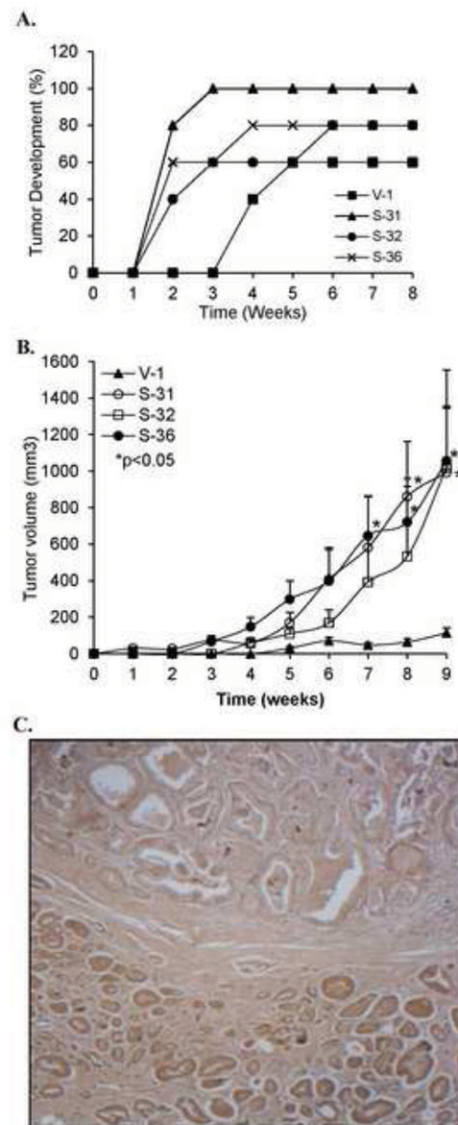 A.
Tumor Development (%)
120
100
80
60
40
20
0
0 1 2 3 4 5 6 7 8
Time (Weeks)
V-1
S-31
S-32
S-36
B.
Tumor volume (mm3)
1600
1400
1200
1000
800
600
400
200
0
0 1 2 3 4 5 6 7 8 9
Time (weeks)
V-1
S-31
S-32
S-36
*p<0.05
*
*
*
*
*
C.